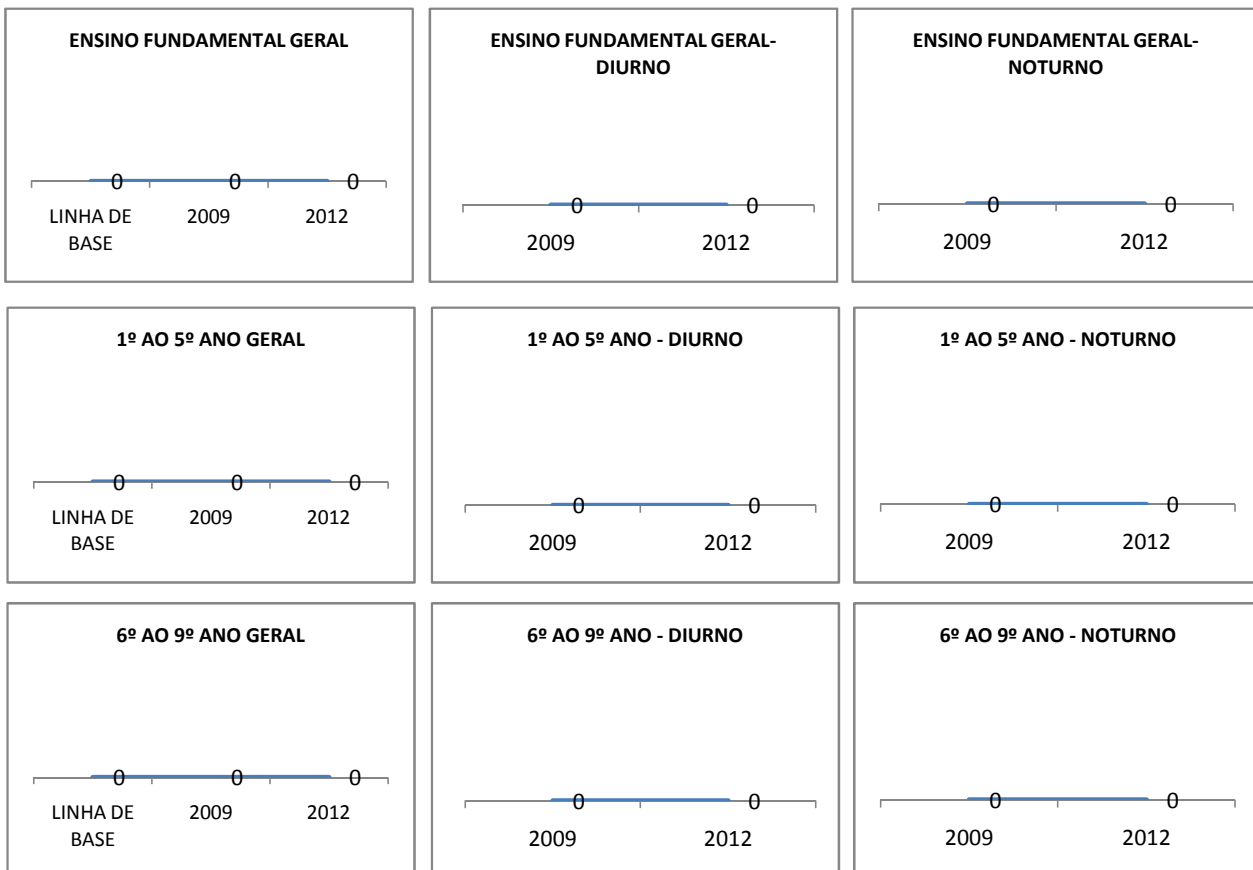 ENSINO FUNDAMENTAL GERAL
0 0 0
LINHA DE BASE 2009 2012
ENSINO FUNDAMENTAL GERAL-
DIURNO
0 0
2009 2012
ENSINO FUNDAMENTAL GERAL-
NOTURNO
0 0
2009 2012
1º AO 5º ANO GERAL
0 0 0
LINHA DE BASE 2009 2012
1º AO 5º ANO - DIURNO
0 0
2009 2012
1º AO 5º ANO - NOTURNO
0 0
2009 2012
6º AO 9º ANO GERAL
0 0 0
LINHA DE BASE 2009 2012
6º AO 9º ANO - DIURNO
0 0
2009 2012
6º AO 9º ANO - NOTURNO
0 0
2009 2012